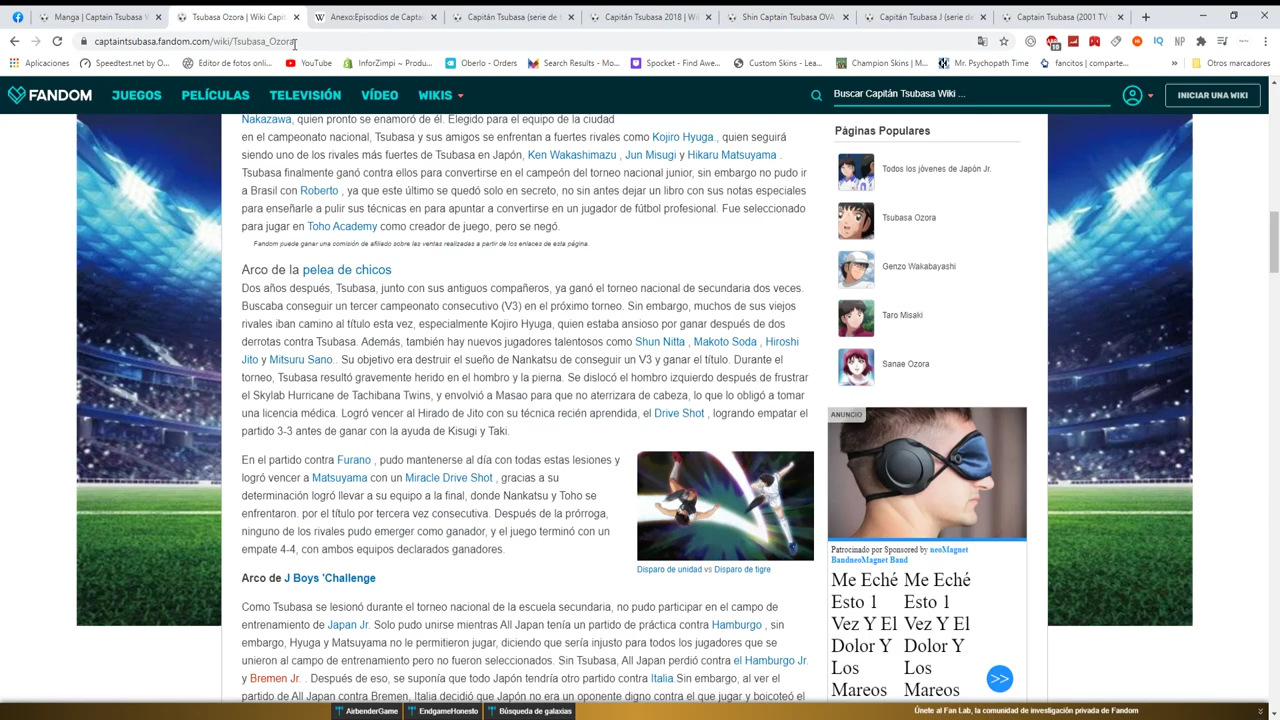 Manga | Captain Tsubasa W
Tsubasa Ozora | Wiki Capit
Anexo:Episodios de Captai
Capitán Tsubasa (serie de t
Capitán Tsubasa 2018 | Wi
Shin Captain Tsubasa OVA
Capitán Tsubasa J (serie de
Captain Tsubasa (2001 TV s
captaintsubasa.fandom.com/wiki/Tsubasa_Ozora
10
IQ
NP
Aplicaciones
Speedtest.net by O...
Editor de fotos onli...
YouTube
InforZimpi ~ Produ...
Oberlo - Orders
Search Results - Mo...
Spocket - Find Awe...
Custom Skins - Lea...
Champion Skins | M...
Mr. Psychopath Time
fancitos | comparte...
»
Otros marcadores
FANDOM
JUEGOS
PELÍCULAS
TELEVISIÓN
VÍDEO
WIKIS
Buscar Capitán Tsubasa Wiki ...
INICIAR UNA WIKI
Nakazawa, quien pronto se enamoró de él. Elegido para el equipo de la ciudad
en el campeonato nacional, Tsubasa y sus amigos se enfrentan a fuertes rivales como Kojiro Hyuga , quien seguirá
siendo uno de los rivales más fuertes de Tsubasa en Japón, Ken Wakashimazu , Jun Misugi y Hikaru Matsuyama .
Tsubasa finalmente ganó contra ellos para convertirse en el campeón del torneo nacional junior, sin embargo no pudo ir
a Brasil con Roberto , ya que este último se quedó solo en secreto, no sin antes dejar un libro con sus notas especiales
para enseñarle a pulir sus técnicas en para apuntar a convertirse en un jugador de fútbol profesional. Fue seleccionado
para jugar en Toho Academy como creador de juego, pero se negó.
Fandom puede ganar una comisión de afiliado sobre las ventas realizadas a partir de los enlaces de esta página.
Arco de la pelea de chicos
Dos años después, Tsubasa, junto con sus antiguos compañeros, ya ganó el torneo nacional de secundaria dos veces.
Buscaba conseguir un tercer campeonato consecutivo (V3) en el próximo torneo. Sin embargo, muchos de sus viejos
rivales iban camino al título esta vez, especialmente Kojiro Hyuga, quien estaba ansioso por ganar después de dos
derrotas contra Tsubasa. Además, también hay nuevos jugadores talentosos como Shun Nitta , Makoto Soda , Hiroshi
Jito y Mitsuru Sano. . Su objetivo era destruir el sueño de Nankatsu de conseguir un V3 y ganar el título. Durante el
torneo, Tsubasa resultó gravemente herido en el hombro y la pierna. Se dislocó el hombro izquierdo después de frustrar
el Skylab Hurricane de Tachibana Twins, y envolvió a Masao para que no aterrizara de cabeza, lo que lo obligó a tomar
una licencia médica. Logró vencer al Hirado de Jito con su técnica recién aprendida, el Drive Shot , logrando empatar el
partido 3-3 antes de ganar con la ayuda de Kisugi y Taki.
En el partido contra Furano , pudo mantenerse al día con todas estas lesiones y
logró vencer a Matsuyama con un Miracle Drive Shot , gracias a su
determinación logró llevar a su equipo a la final, donde Nankatsu y Toho se
enfrentaron. por el título por tercera vez consecutiva. Después de la prórroga,
ninguno de los rivales pudo emerger como ganador, y el juego terminó con un
empate 4-4, con ambos equipos declarados ganadores.
Disparo de unidad vs Disparo de tigre
Arco de J Boys 'Challenge
Como Tsubasa se lesionó durante el torneo nacional de la escuela secundaria, no pudo participar en el campo de
entrenamiento de Japan Jr. Solo pudo unirse mientras All Japan tenía un partido de práctica contra Hamburgo , sin
embargo, Hyuga y Matsuyama no le permitieron jugar, diciendo que sería injusto para todos los jugadores que se
unieron al campo de entrenamiento pero no fueron seleccionados. Sin Tsubasa, All Japan perdió contra el Hamburgo Jr.
y Bremen Jr. . Después de eso, se suponía que todo Japón tendría otro partido contra Italia.Sin embargo, al ver el
partido de All Japan contra Bremen, Italia decidió que Japón no era un oponente digno contra el que jugar y boicoteó el
Páginas Populares
Todos los jóvenes de Japón Jr.
Tsubasa Ozora
Genzo Wakabayashi
Taro Misaki
Sanae Ozora
ANUNCIO
Patrocinado por Sponsored by neoMagnet
BandneoMagnet Band
Me Eché Me Eché
Esto 1 Esto 1
Vez Y El Vez Y El
Dolor Y Dolor Y
Los Los
Mareos Mareos
>>
AirbenderGame
EndgameHonesto
Búsqueda de galaxias
Únete al Fan Lab, la comunidad de investigación privada de Fandom